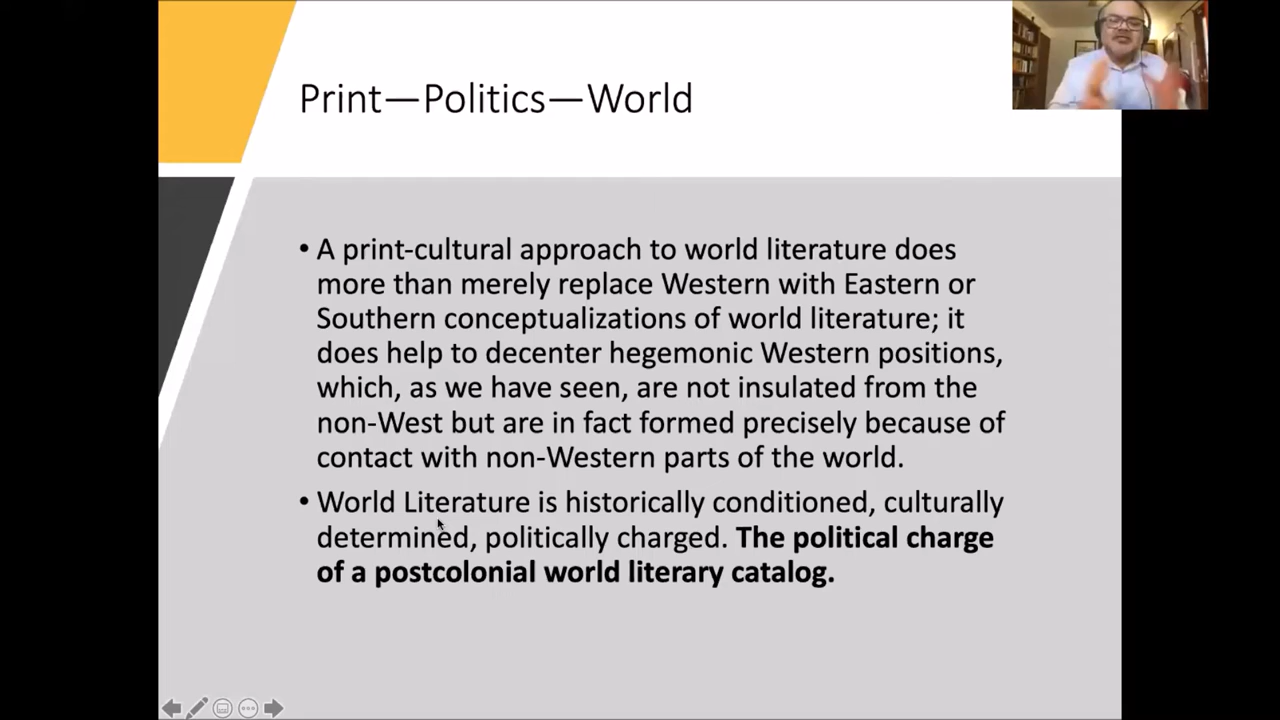 Print—Politics—World
• A print-cultural approach to world literature does
more than merely replace Western with Eastern or
Southern conceptualizations of world literature; it
does help to decenter hegemonic Western positions,
which, as we have seen, are not insulated from the
non-West but are in fact formed precisely because of
contact with non-Western parts of the world.
• World Literature is historically conditioned, culturally
determined, politically charged. The political charge
of a postcolonial world literary catalog.